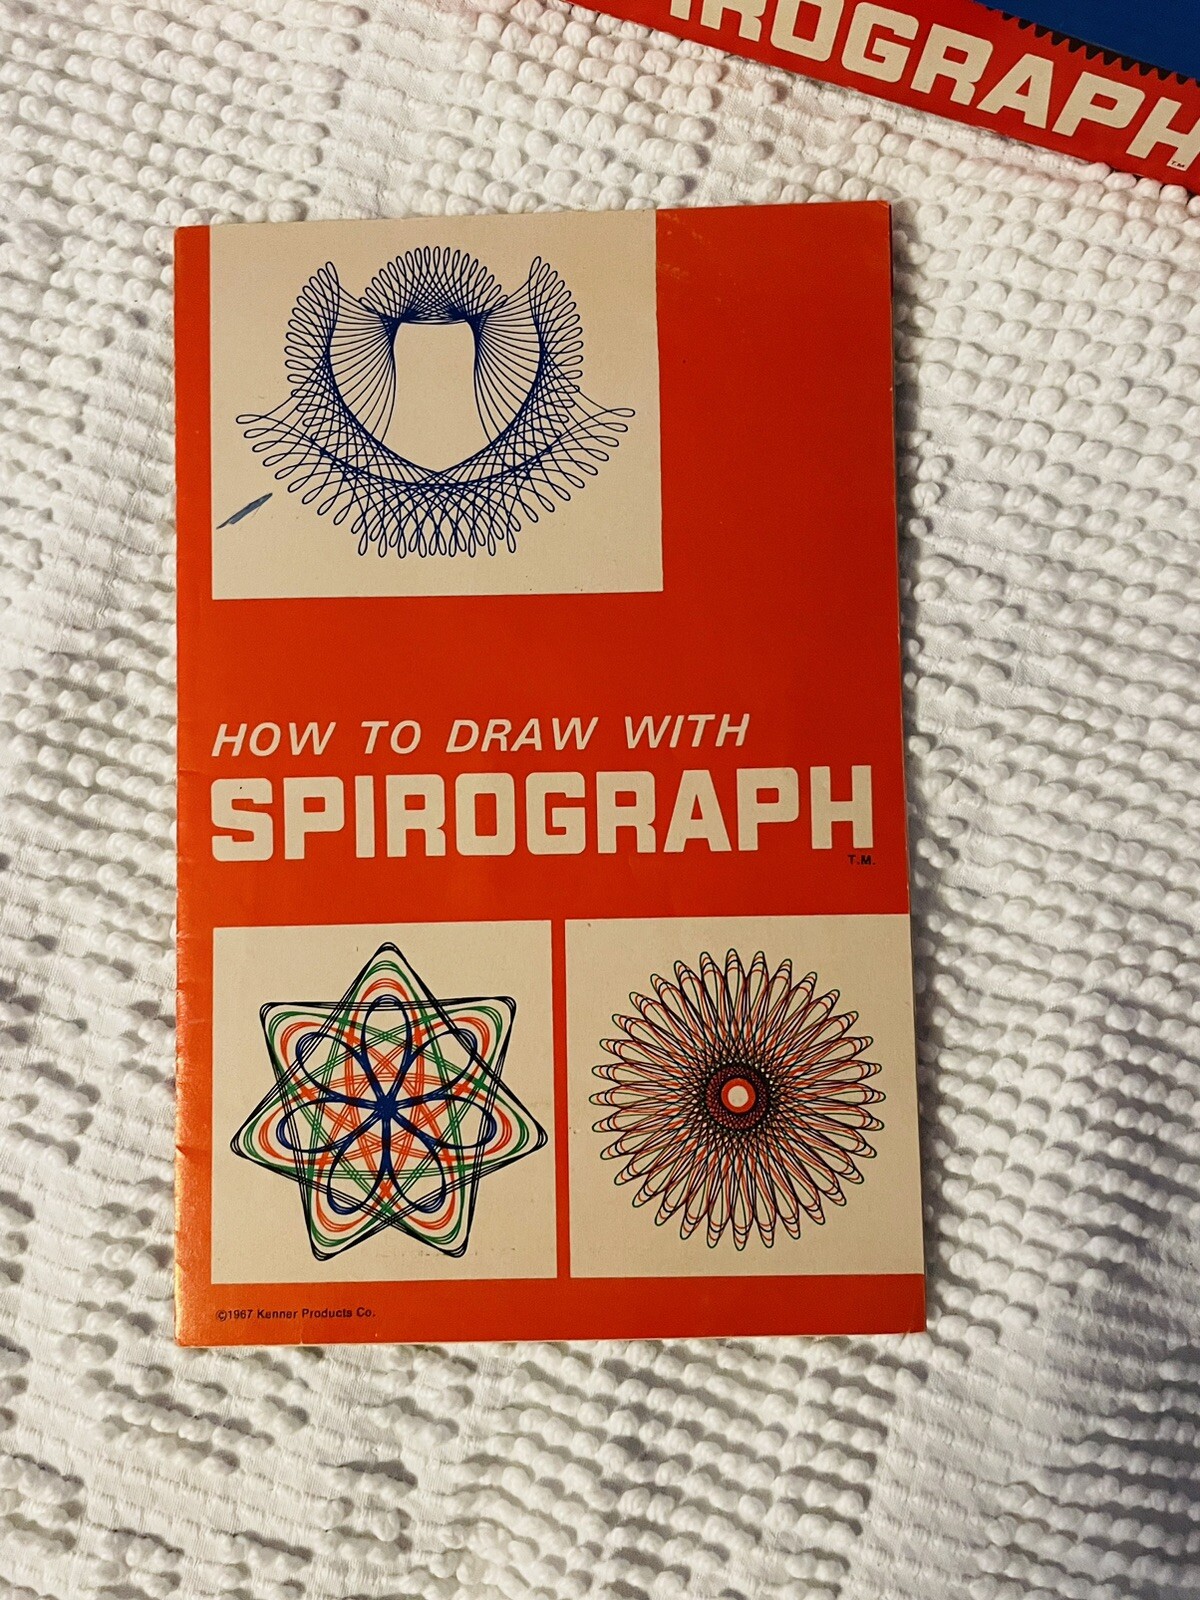 IROGRAPH
T.M.
HOW TO DRAW WITH
SPIROGRAPH
T.M.
©1967 Kenner Products Co.